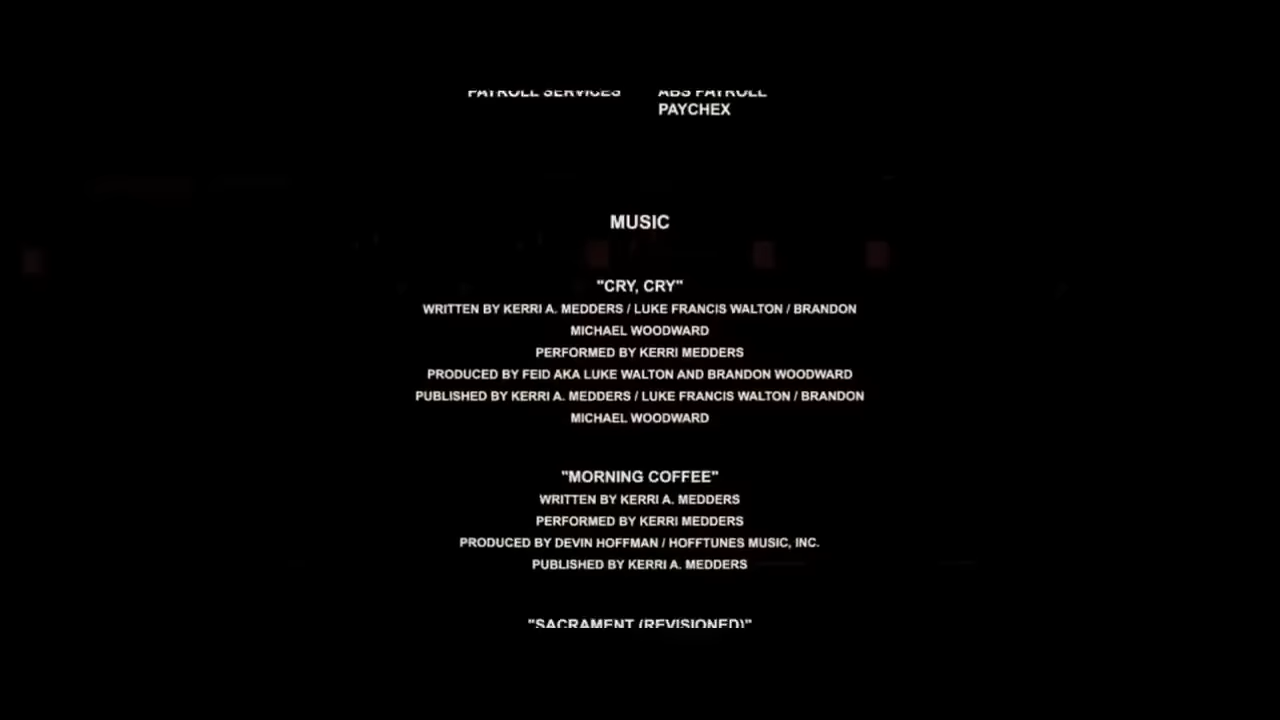 PAYROLL SERVICES ABS PAYROLL
PAYCHEX
MUSIC
"CRY, CRY"
WRITTEN BY KERRI A. MEDDERS / LUKE FRANCIS WALTON / BRANDON
MICHAEL WOODWARD
PERFORMED BY KERRI MEDDERS
PRODUCED BY FEID AKA LUKE WALTON AND BRANDON WOODWARD
PUBLISHED BY KERRI A. MEDDERS / LUKE FRANCIS WALTON / BRANDON
MICHAEL WOODWARD
"MORNING COFFEE"
WRITTEN BY KERRI A. MEDDERS
PERFORMED BY KERRI MEDDERS
PRODUCED BY DEVIN HOFFMAN / HOFFTUNES MUSIC, INC.
PUBLISHED BY KERRI A. MEDDERS
"SACRAMENT (REVISIONED)"